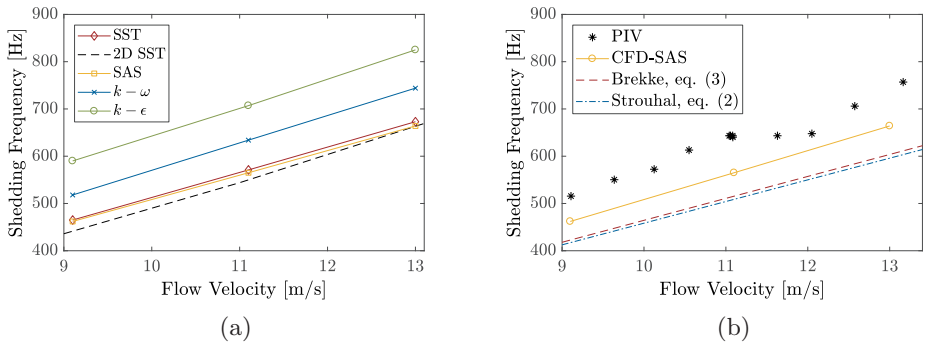 900
800
700
600
500
400
Shedding Frequency [Hz]
SST
2D SST
SAS
k − ω
k − ϵ
9
10
11
12
13
Flow Velocity [m/s]
(a)
900
800
700
600
500
400
Shedding Frequency [Hz]
PIV
CFD-SAS
Brekke, eq. (3)
Strouhal, eq. (2)
9
10
11
12
13
Flow Velocity [m/s]
(b)